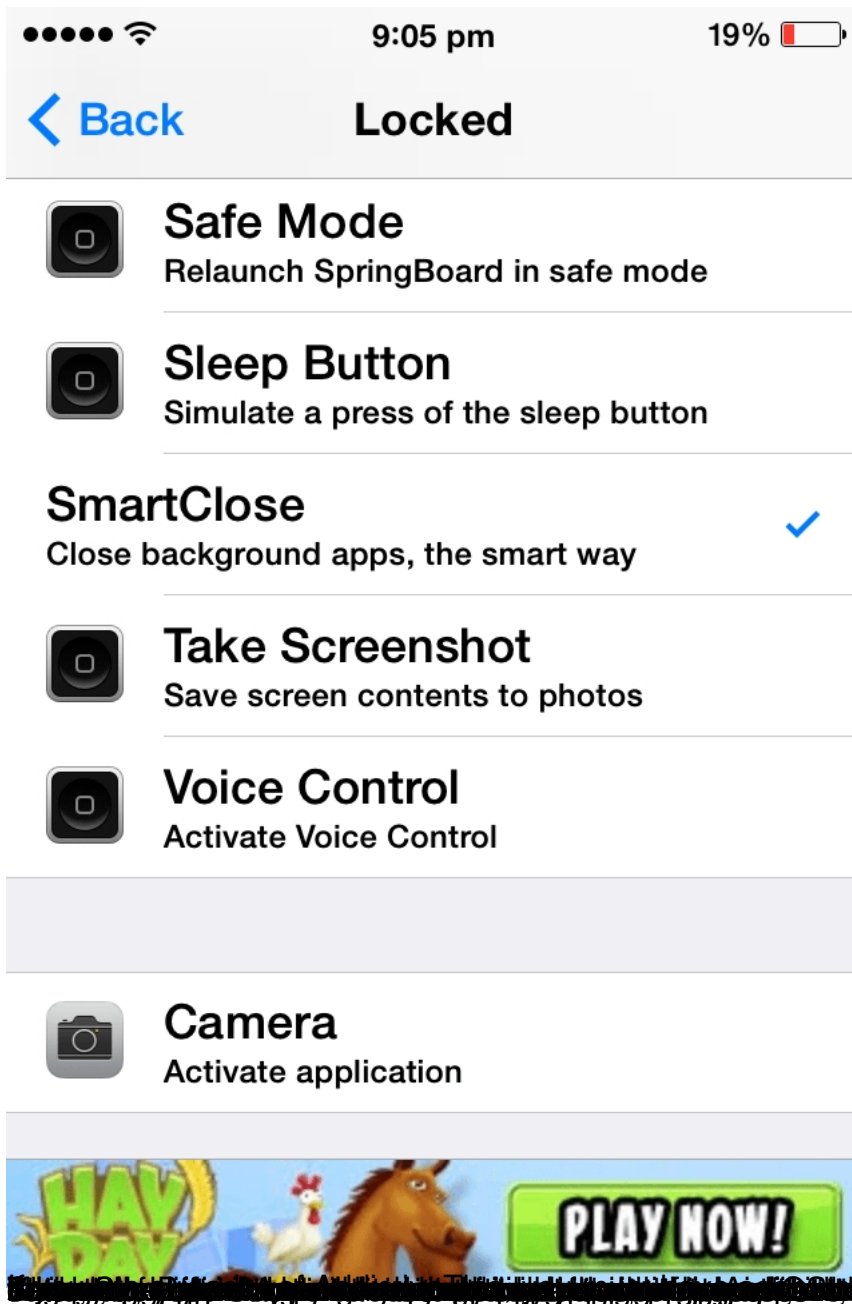 9:05 pm 19%
Back Locked
Safe Mode
Relaunch SpringBoard in safe mode
Sleep Button
Simulate a press of the sleep button
SmartClose
Close background apps, the smart way
Take Screenshot
Save screen contents to photos
Voice Control
Activate Voice Control
Camera
Activate application
HAY
DAY
PLAY NOW!